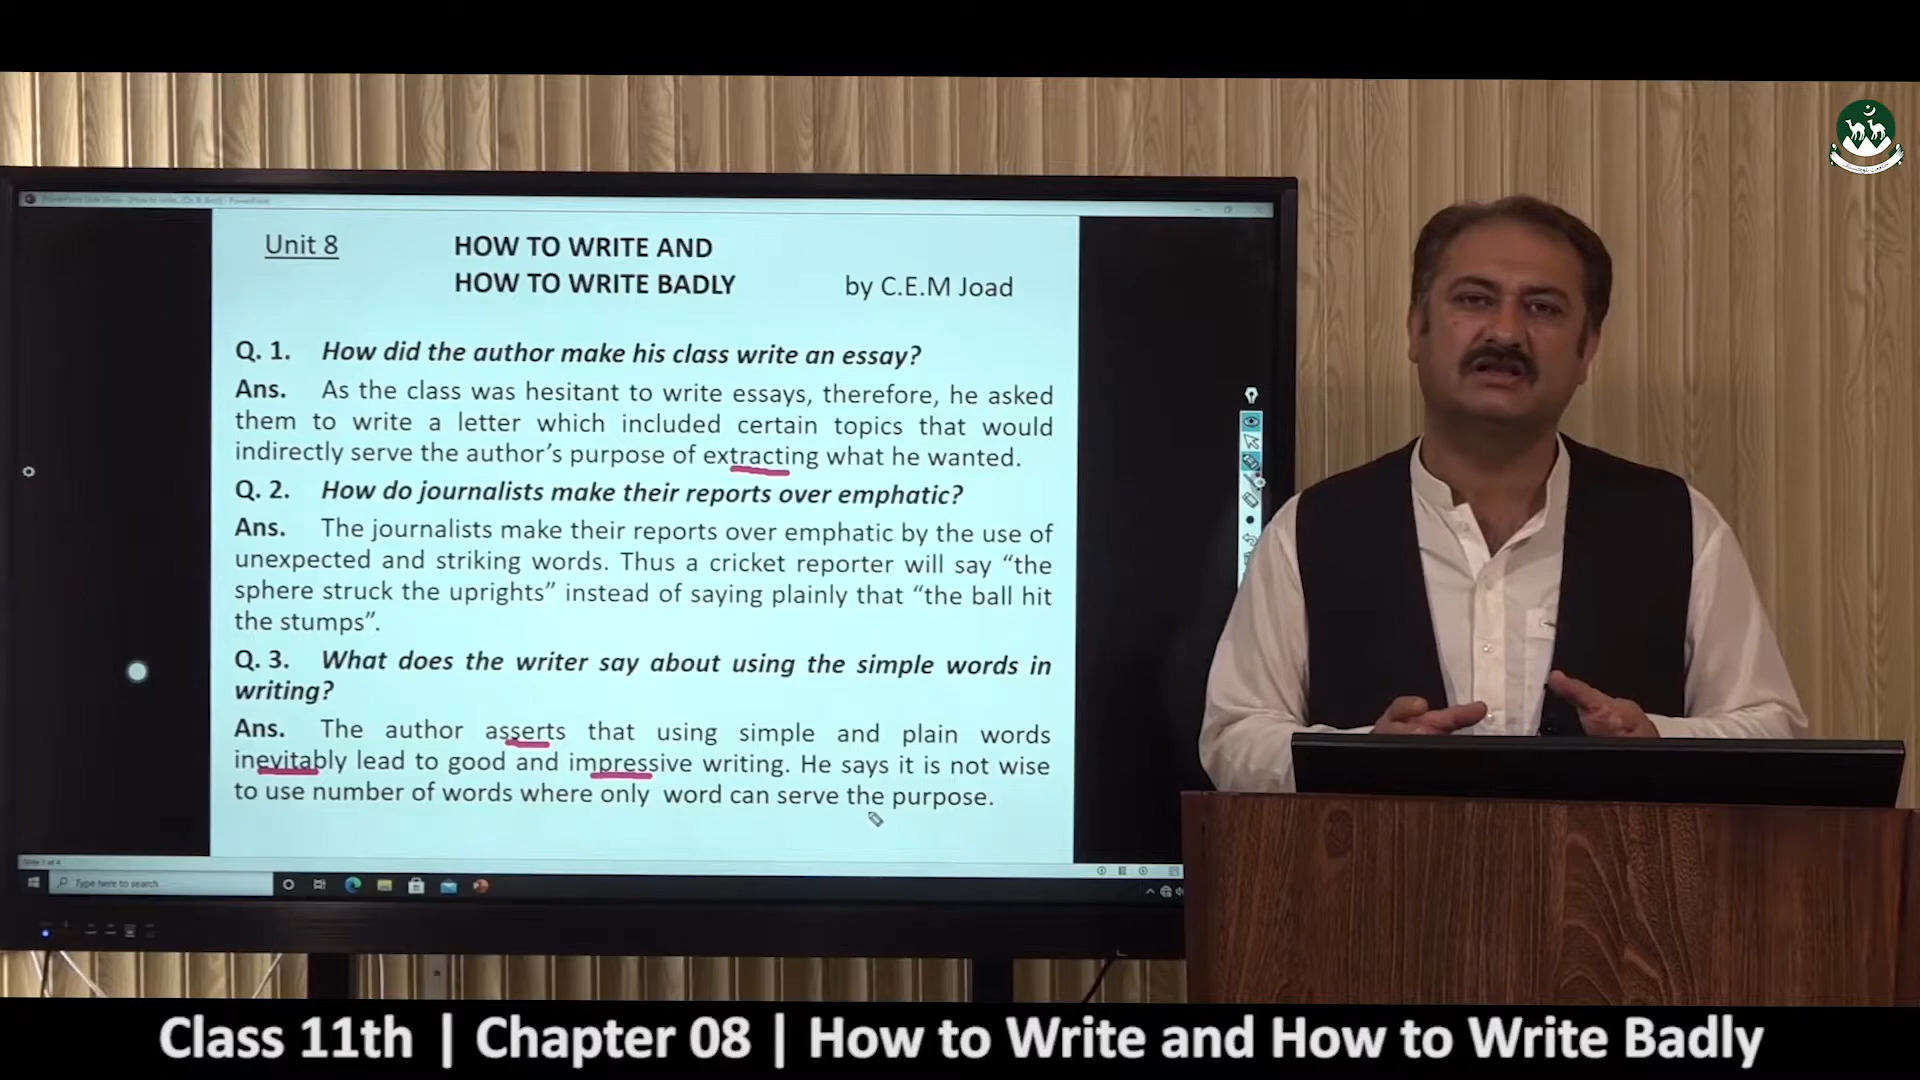 Unit 8
HOW TO WRITE AND
HOW TO WRITE BADLY
by C.E.M Joad
Q. 1. How did the author make his class write an essay?
Ans. As the class was hesitant to write essays, therefore, he asked
them to write a letter which included certain topics that would
indirectly serve the author’s purpose of extracting what he wanted.
Q. 2. How do journalists make their reports over emphatic?
Ans. The journalists make their reports over emphatic by the use of
unexpected and striking words. Thus a cricket reporter will say “the
sphere struck the uprights” instead of saying plainly that “the ball hit
the stumps”.
Q. 3. What does the writer say about using the simple words in
writing?
Ans. The author asserts that using simple and plain words
inevitably lead to good and impressive writing. He says it is not wise
to use number of words where only word can serve the purpose.
Slide 1 of 4
Type here to search
Class 11th | Chapter 08 | How to Write and How to Write Badly